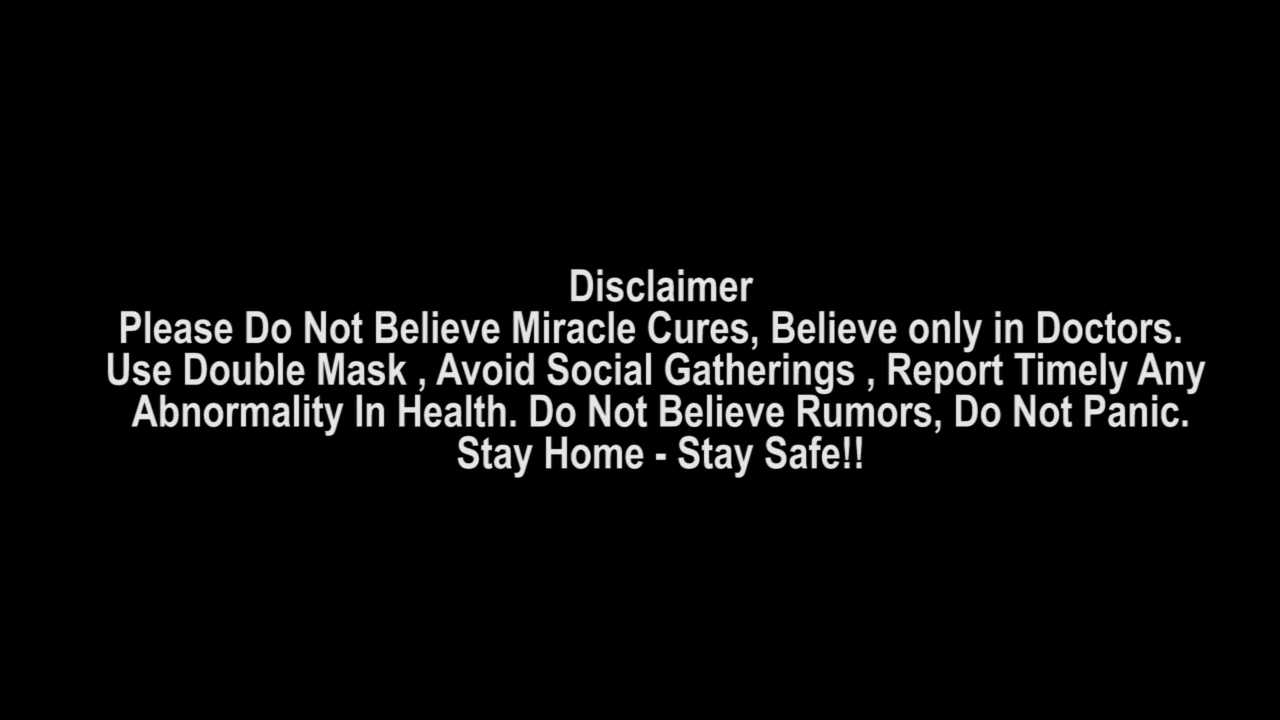 Disclaimer
Please Do Not Believe Miracle Cures, Believe only in Doctors.
Use Double Mask , Avoid Social Gatherings , Report Timely Any
Abnormality In Health. Do Not Believe Rumors, Do Not Panic.
Stay Home - Stay Safe!!